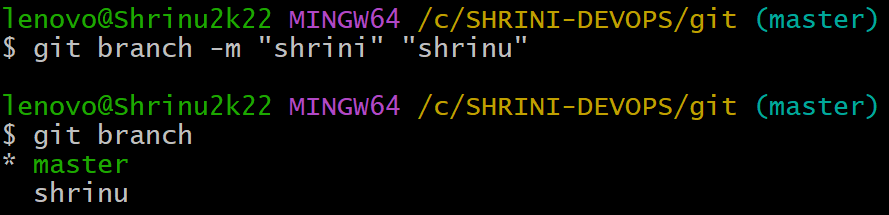 lenovo@Shrinu2k22 MINGW64 /c/SHRINI-DEVOPS/git (master)
$ git branch -m "shrini" "shrinu"
lenovo@Shrinu2k22 MINGW64 /c/SHRINI-DEVOPS/git (master)
$ git branch
* master
shrinu